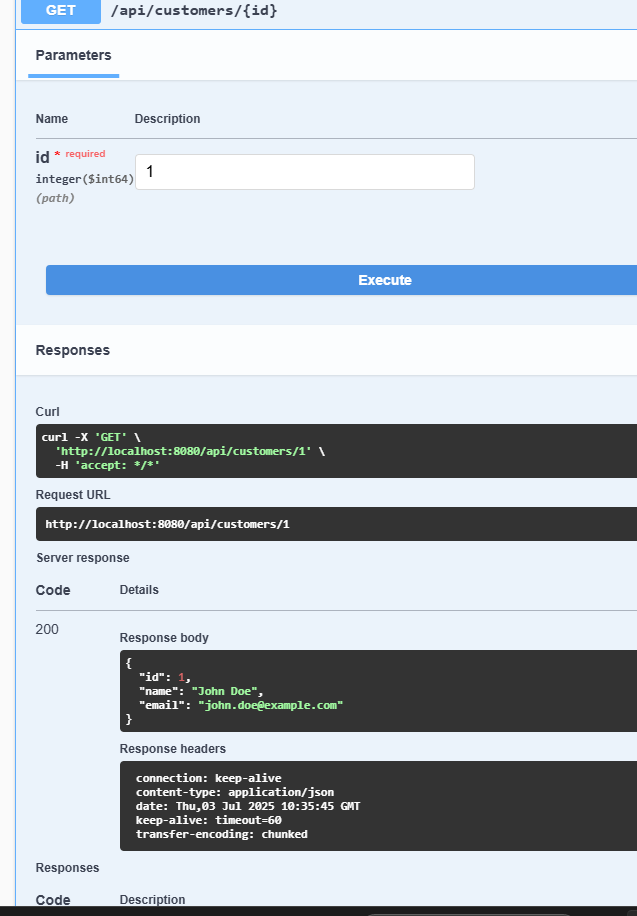 GET /api/customers/{id}
Parameters
Name Description
id * required
integer($int64)
(path)
1
Execute
Responses
Curl
curl -X 'GET' \
  'http://localhost:8080/api/customers/1' \
  -H 'accept: */*'
Request URL
http://localhost:8080/api/customers/1
Server response
Code Details
200
Response body
{
  "id": 1,
  "name": "John Doe",
  "email": "john.doe@example.com"
}
Response headers
connection: keep-alive
content-type: application/json
date: Thu,03 Jul 2025 10:35:45 GMT
keep-alive: timeout=60
transfer-encoding: chunked
Responses
Code Description